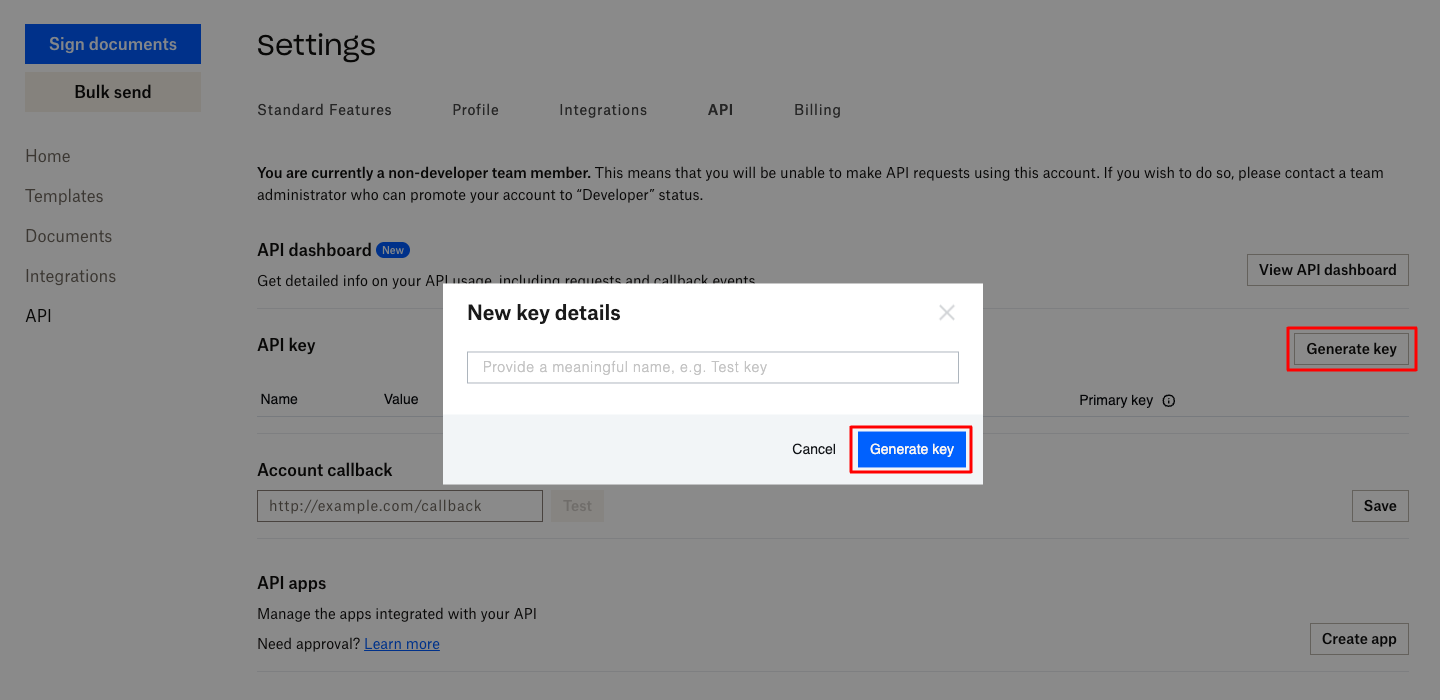 Sign documents
Bulk send
Home
Templates
Documents
Integrations
API
Settings
Standard Features
Profile
Integrations
API
Billing
You are currently a non-developer team member. This means that you will be unable to make API requests using this account. If you wish to do so, please contact a team
administrator who can promote your account to “Developer” status.
API dashboard New
Get detailed info on your API usage, including requests and callback events
View API dashboard
New key details
Provide a meaningful name, e.g. Test key
Cancel
Generate key
API key
Generate key
Name
Value
Primary key
Account callback
http://example.com/callback
Test
Save
API apps
Manage the apps integrated with your API
Need approval? Learn more
Create app